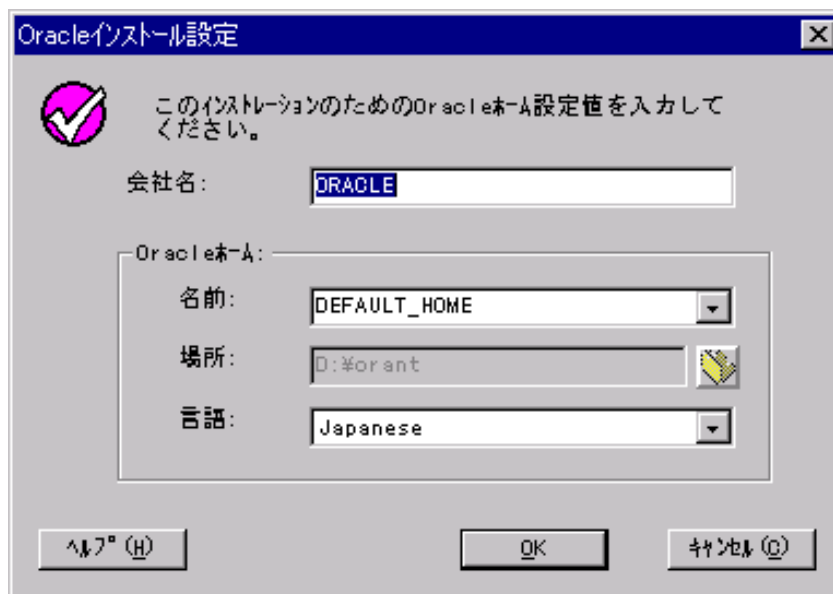 Oracleインストール設定
このインストレーションのためのOracleホーム設定値を入力して
ください。
会社名:
ORACLE
Oracleホーム:
名前:
DEFAULT_HOME
場所:
D:¥orant
言語:
Japanese
ヘルプ(H)
OK
キャンセル(C)